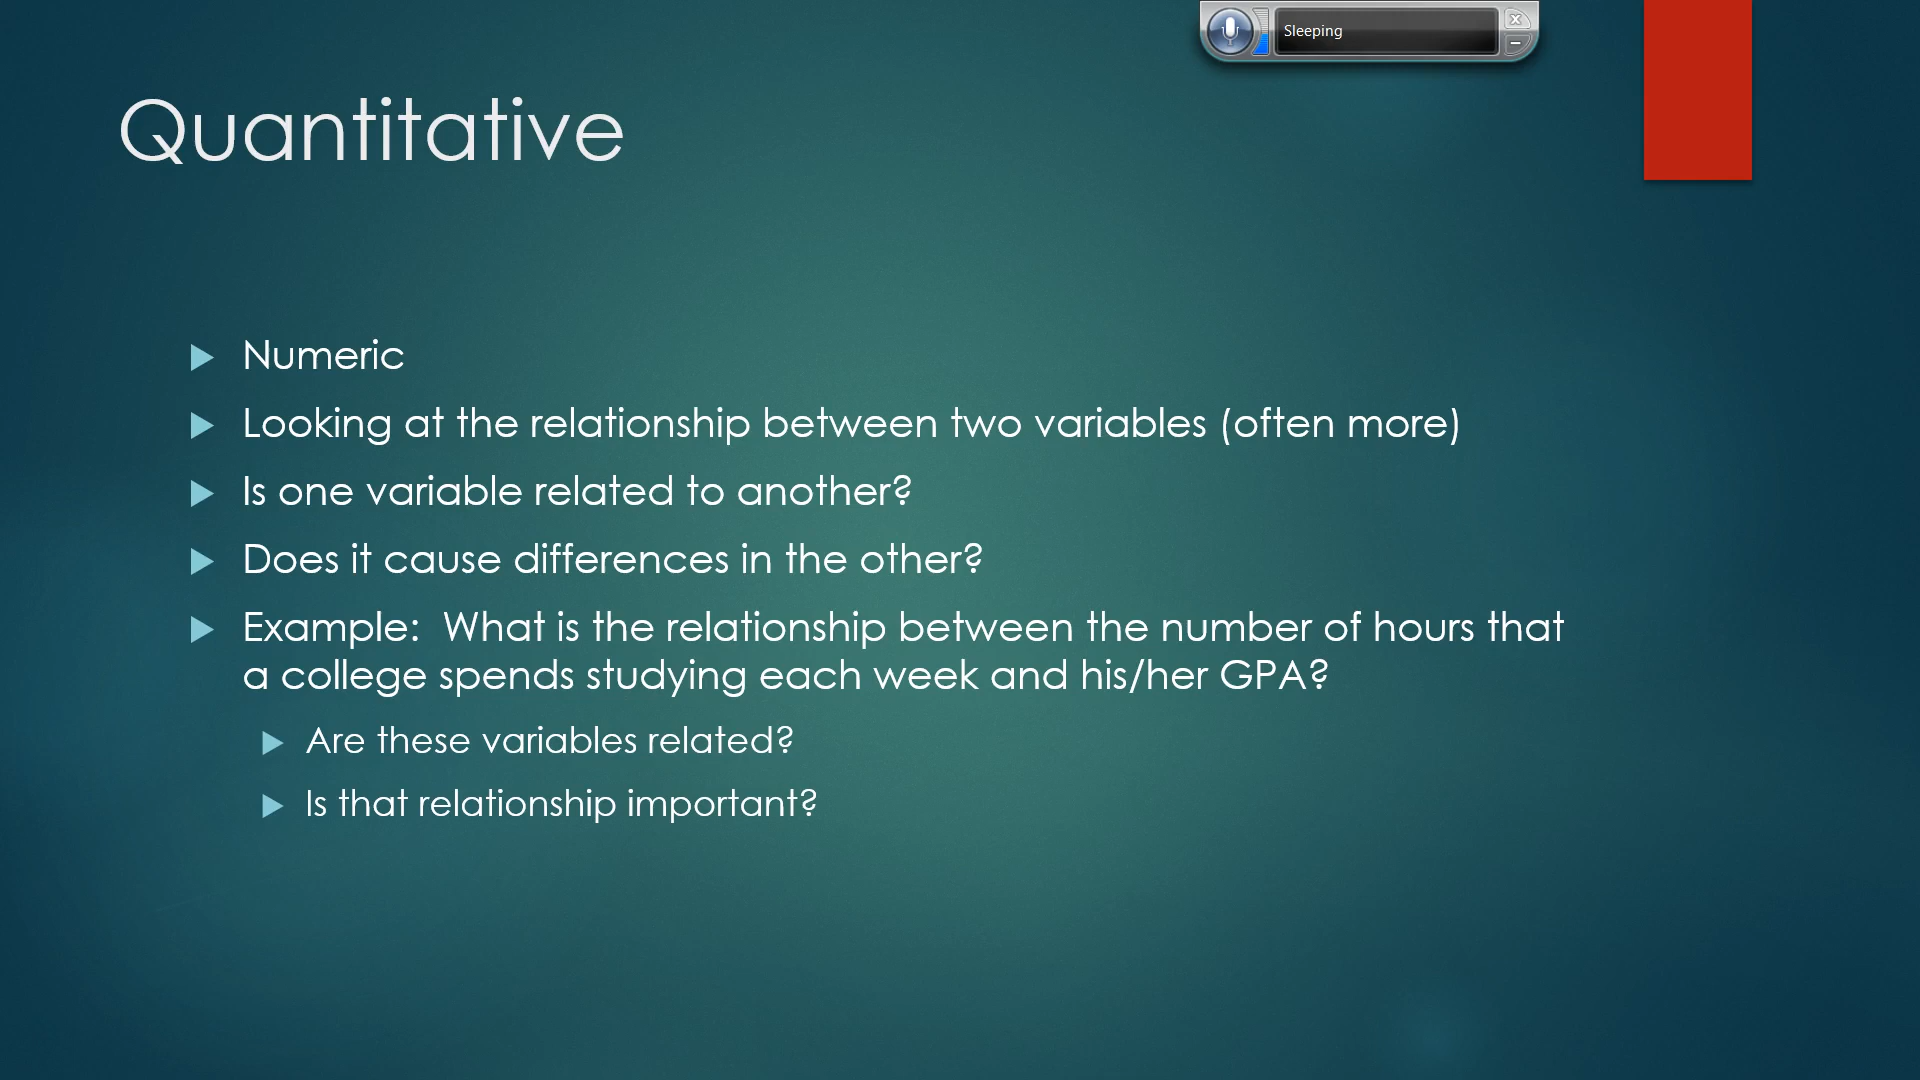 Sleeping
Quantitative
Numeric
Looking at the relationship between two variables (often more)
Is one variable related to another?
Does it cause differences in the other?
Example:  What is the relationship between the number of hours that
a college spends studying each week and his/her GPA?
Are these variables related?
Is that relationship important?